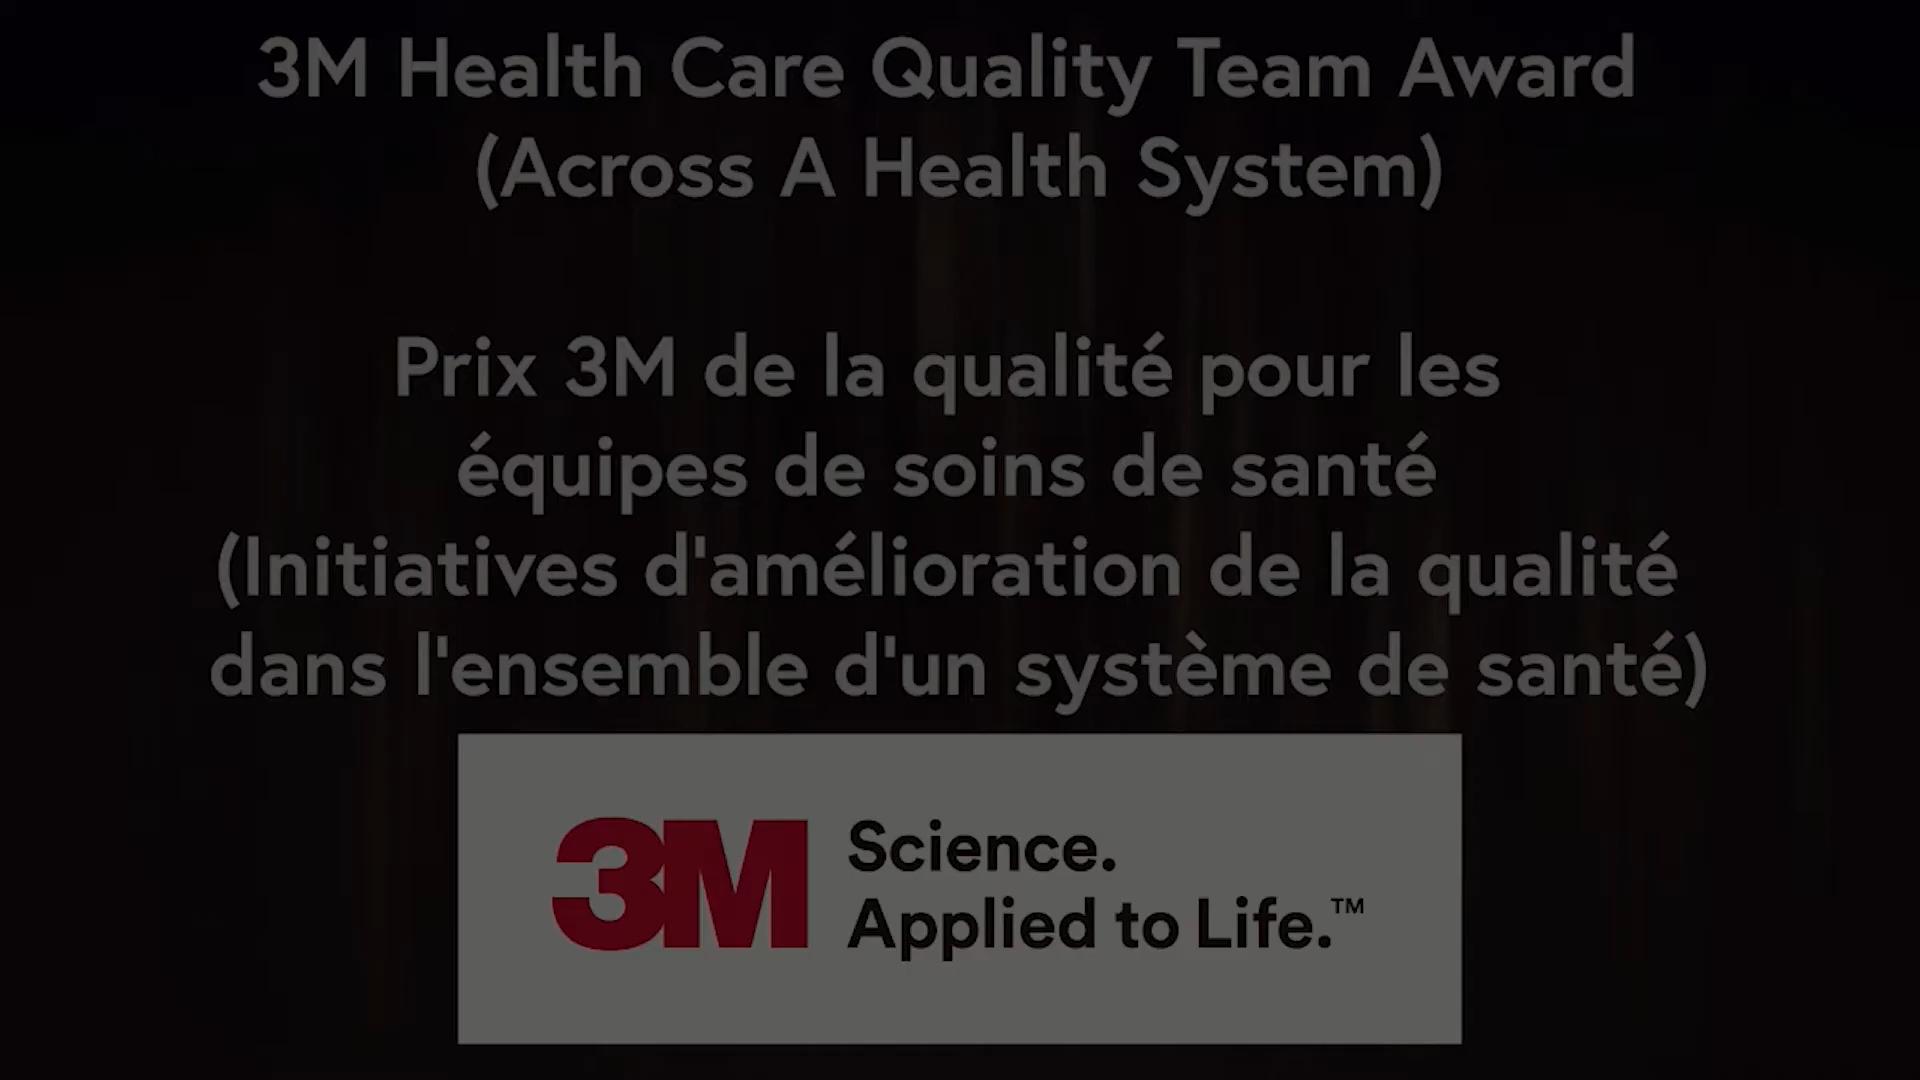 3M Health Care Quality Team Award
(Across A Health System)
Prix 3M de la qualité pour les
équipes de soins de santé
(Initiatives d'amélioration de la qualité
dans l'ensemble d'un système de santé)
3M Science.
Applied to Life.™